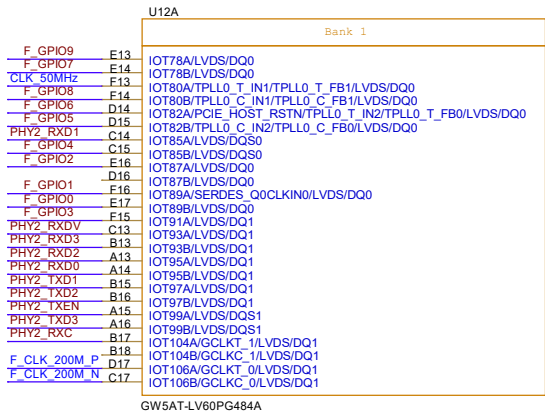 U12A
Bank 1
F_GPIO9 E13 IOT78A/LVDS/DQ0
F_GPIO7 E14 IOT78B/LVDS/DQ0
CLK_50MHz F13 IOT80A/TPLL0_T_IN1/TPLL0_T_FB1/LVDS/DQ0
F_GPIO8 F14 IOT80B/TPLL0_C_IN1/TPLL0_C_FB1/LVDS/DQ0
F_GPIO6 D14 IOT82A/PCIE_HOST_RSTN/TPLL0_T_IN2/TPLL0_T_FB0/LVDS/DQ0
F_GPIO5 D15 IOT82B/TPLL0_C_IN2/TPLL0_C_FB0/LVDS/DQ0
PHY2_RXD1 C14 IOT85A/LVDS/DQS0
F_GPIO4 C15 IOT85B/LVDS/DQS0
F_GPIO2 E16 IOT87A/LVDS/DQ0
D16 IOT87B/LVDS/DQ0
F_GPIO1 F16 IOT89A/SERDES_Q0CLKIN0/LVDS/DQ0
F_GPIO0 E17 IOT89B/LVDS/DQ0
F_GPIO3 F15 IOT91A/LVDS/DQ1
PHY2_RXDV C13 IOT93A/LVDS/DQ1
PHY2_RXD3 B13 IOT93B/LVDS/DQ1
PHY2_RXD2 A13 IOT95A/LVDS/DQ1
PHY2_RXD0 A14 IOT95B/LVDS/DQ1
PHY2_TXD1 B15 IOT97A/LVDS/DQ1
PHY2_TXD2 B16 IOT97B/LVDS/DQ1
PHY2_TXEN A15 IOT99A/LVDS/DQS1
PHY2_TXD3 A16 IOT99B/LVDS/DQS1
PHY2_RXC B17 IOT104A/GCLKT_1/LVDS/DQ1
B18 IOT104B/GCLKC_1/LVDS/DQ1
F_CLK_200M_P D17 IOT106A/GCLKT_0/LVDS/DQ1
F_CLK_200M_N C17 IOT106B/GCLKC_0/LVDS/DQ1
GW5AT-LV60PG484A